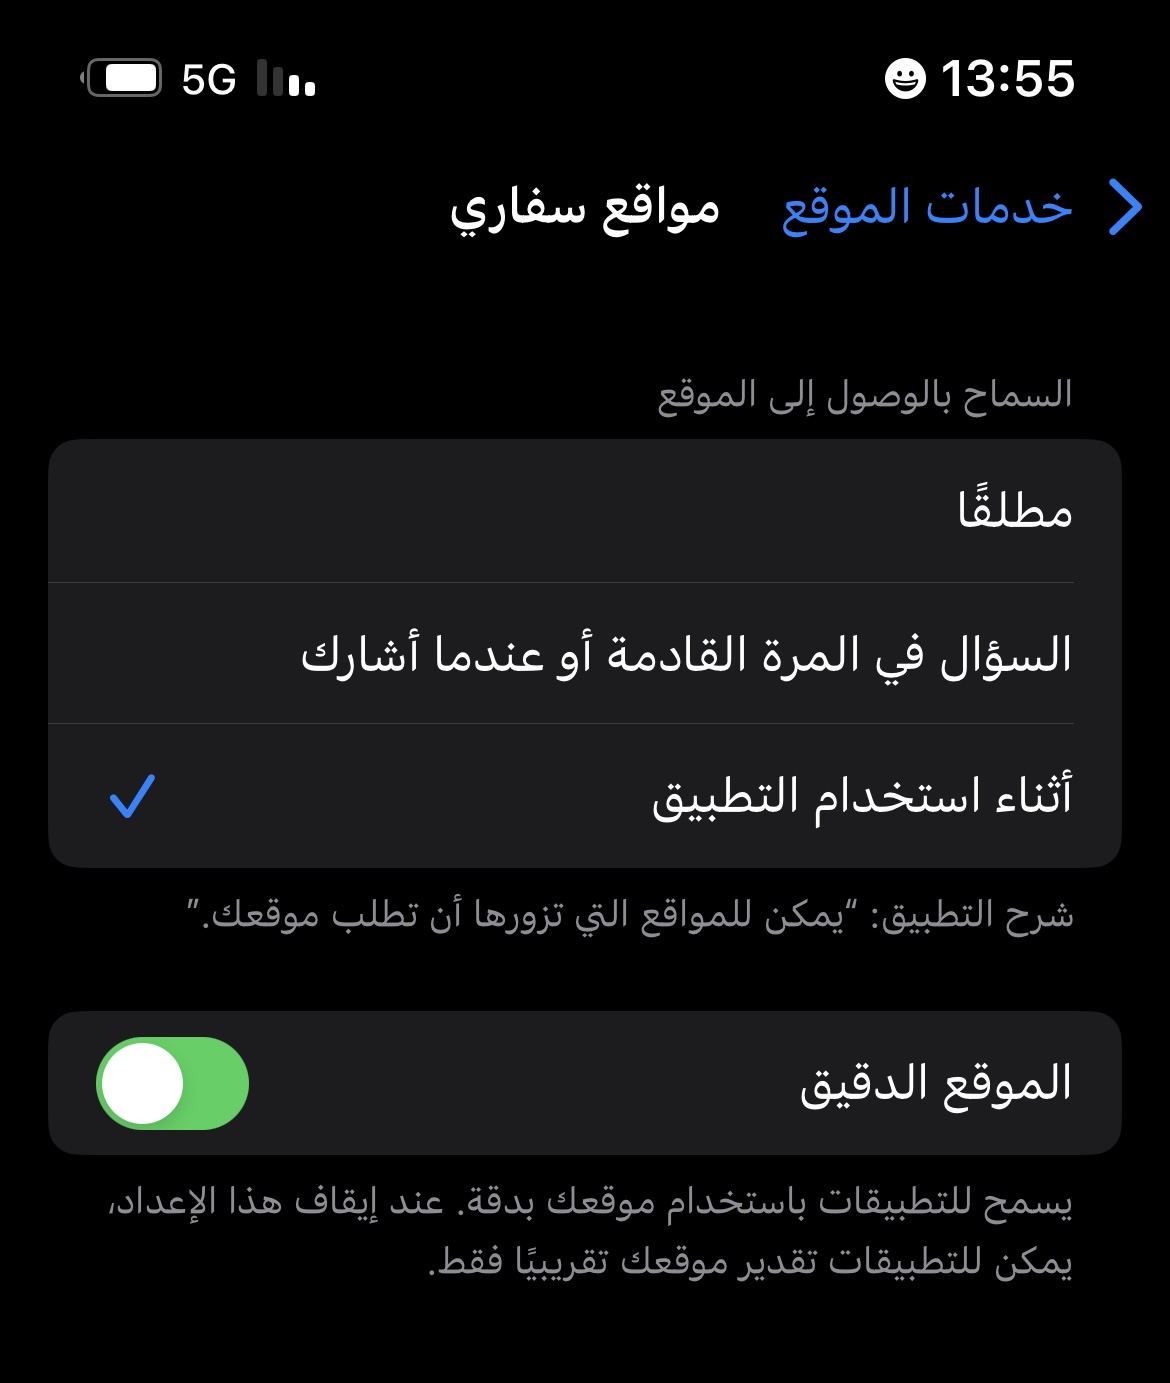 13:55 5G
خدمات الموقع مواقع سفاري
السماح بالوصول إلى الموقع
مطلقًا
السؤال في المرة القادمة أو عندما أشارك
أثناء استخدام التطبيق
شرح التطبيق: “يمكن للمواقع التي تزورها أن تطلب موقعك.”
الموقع الدقيق
يسمح للتطبيقات باستخدام موقعك بدقة. عند إيقاف هذا الإعداد،
يمكن للتطبيقات تقدير موقعك تقريبيًا فقط.